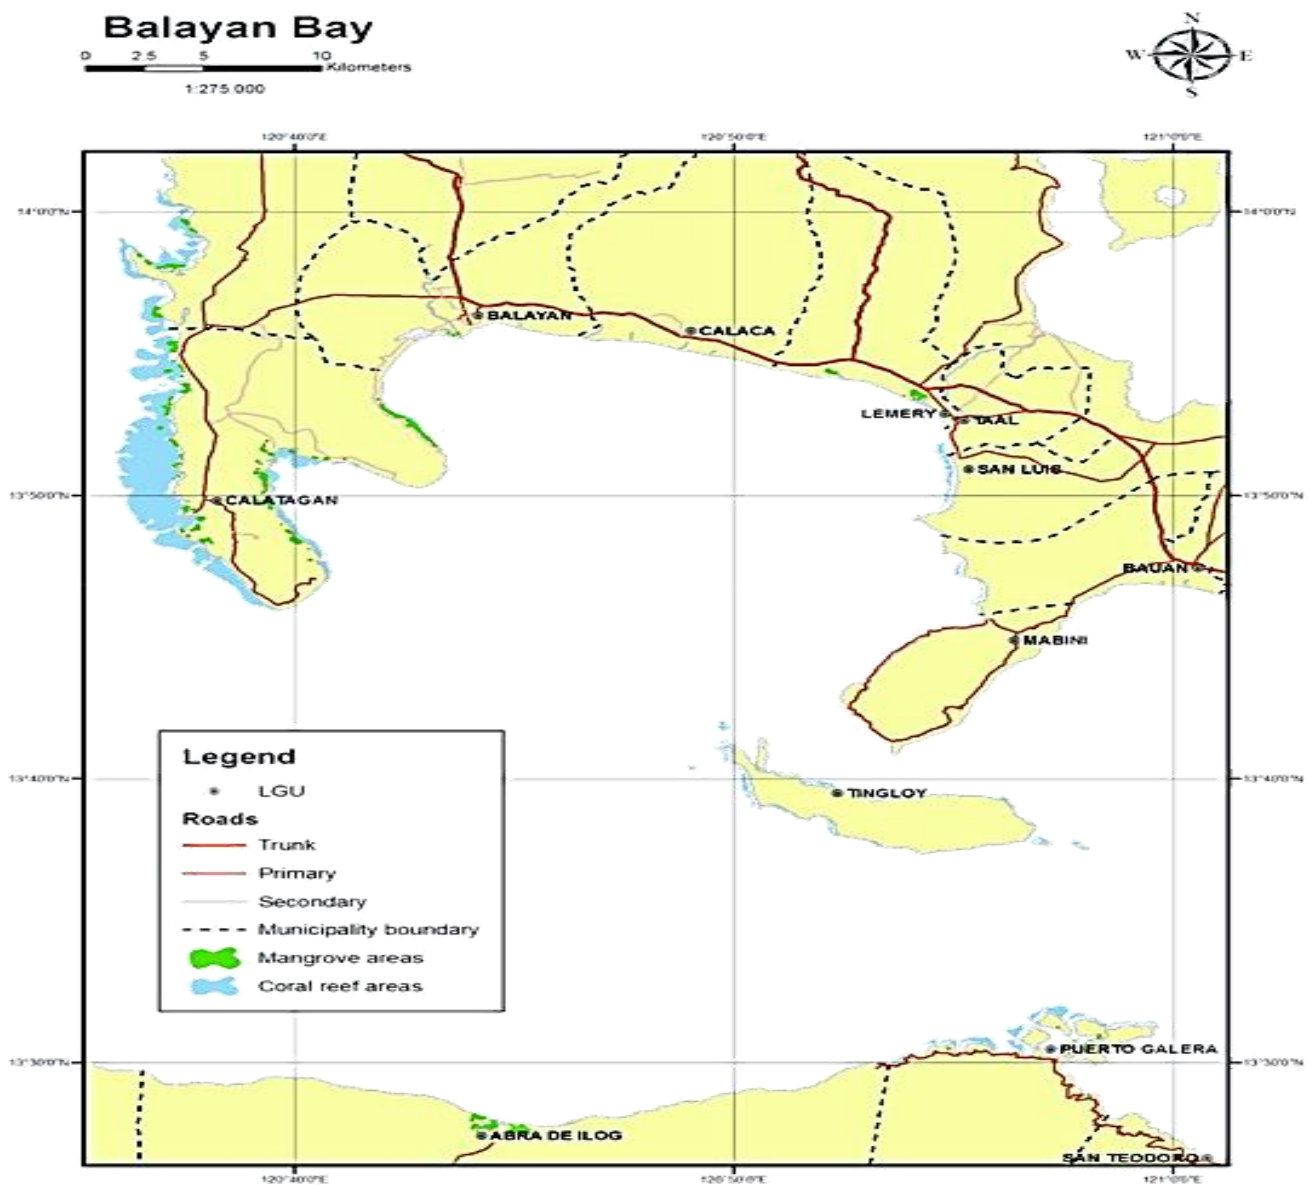 Balayan Bay
0 2.5 5 10
Kilometers
1:275.000
N
W E
S
120°40'0"E 120°50'0"E 121°0'0"E
14°0'0"N 14°0'0"N
BALAYAN
CALACA
LEMERY
TAAL
SAN LUIS
13°50'0"N 13°50'0"N
CALATAGAN
BAUAN
MABINI
Legend
13°40'0"N 13°40'0"N
LGU
TINGLOY
Roads
Trunk
Primary
Secondary
Municipality boundary
Mangrove areas
Coral reef areas
PUERTO GALERA
13°30'0"N 13°30'0"N
ABRA DE ILOG
SAN TEODORO
120°40'0"E 120°50'0"E 121°0'0"E